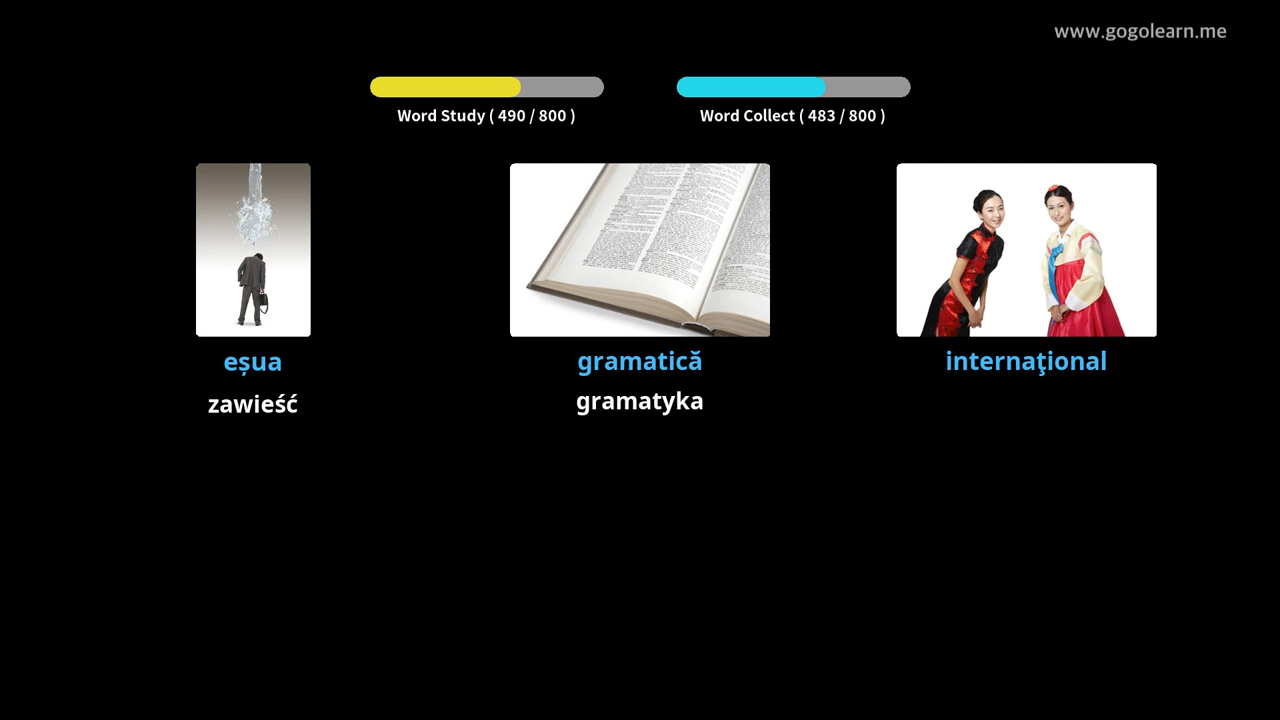 www.gogolearn.me
Word Study ( 490 / 800 )
Word Collect ( 483 / 800 )
eșua
gramatică
internaţional
zawieść
gramatyka